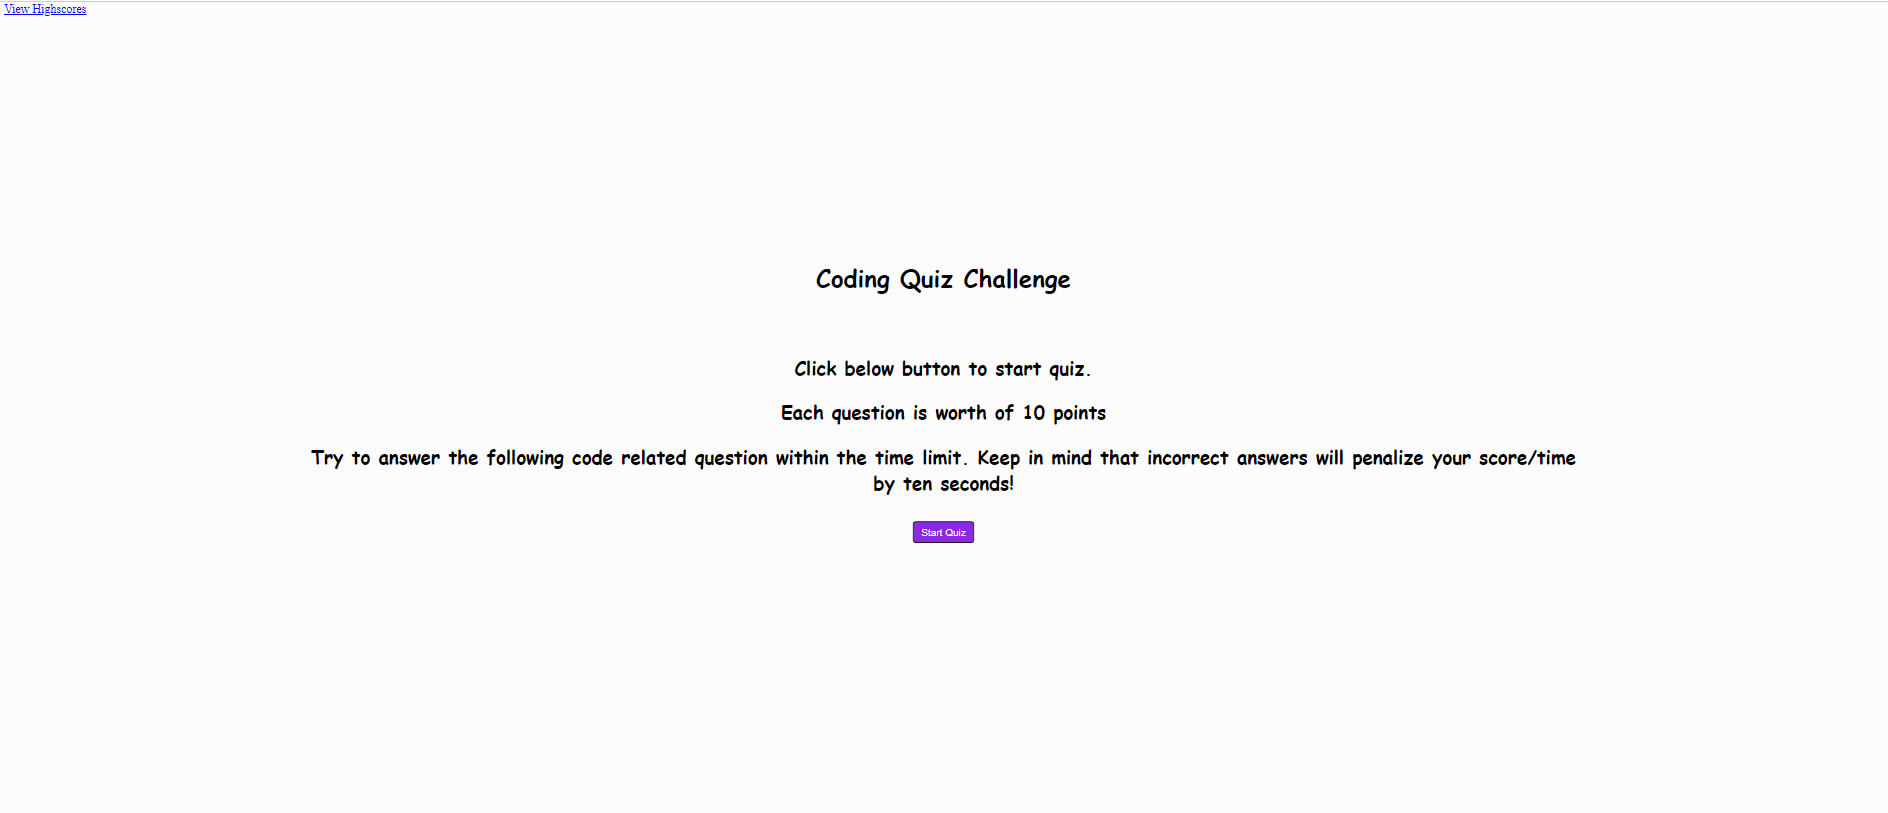 View Highscores
Coding Quiz Challenge
Click below button to start quiz.
Each question is worth of 10 points
Try to answer the following code related question within the time limit. Keep in mind that incorrect answers will penalize your score/time
by ten seconds!
Start Quiz